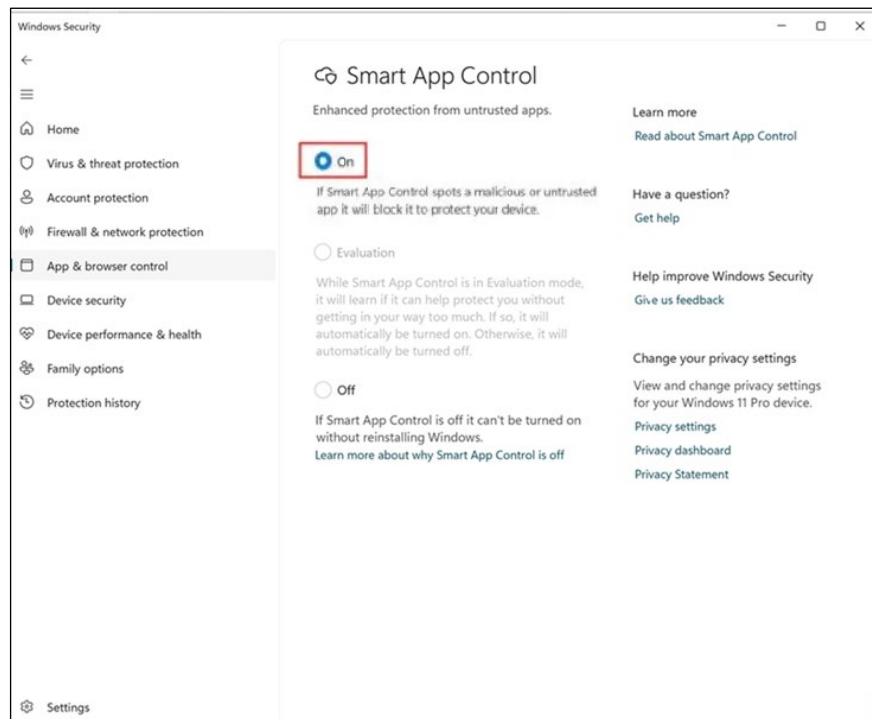 Windows Security
Home
Virus & threat protection
Account protection
Firewall & network protection
App & browser control
Device security
Device performance & health
Family options
Protection history
Settings
Smart App Control
Enhanced protection from untrusted apps.
On
If Smart App Control spots a malicious or untrusted
app it will block it to protect your device.
Evaluation
While Smart App Control is in Evaluation mode,
it will learn if it can help protect you without
getting in your way too much. If so, it will
automatically be turned on. Otherwise, it will
automatically be turned off.
Off
If Smart App Control is off it can't be turned on
without reinstalling Windows.
Learn more about why Smart App Control is off
Learn more
Read about Smart App Control
Have a question?
Get help
Help improve Windows Security
Give us feedback
Change your privacy settings
View and change privacy settings
for your Windows 11 Pro device.
Privacy settings
Privacy dashboard
Privacy Statement